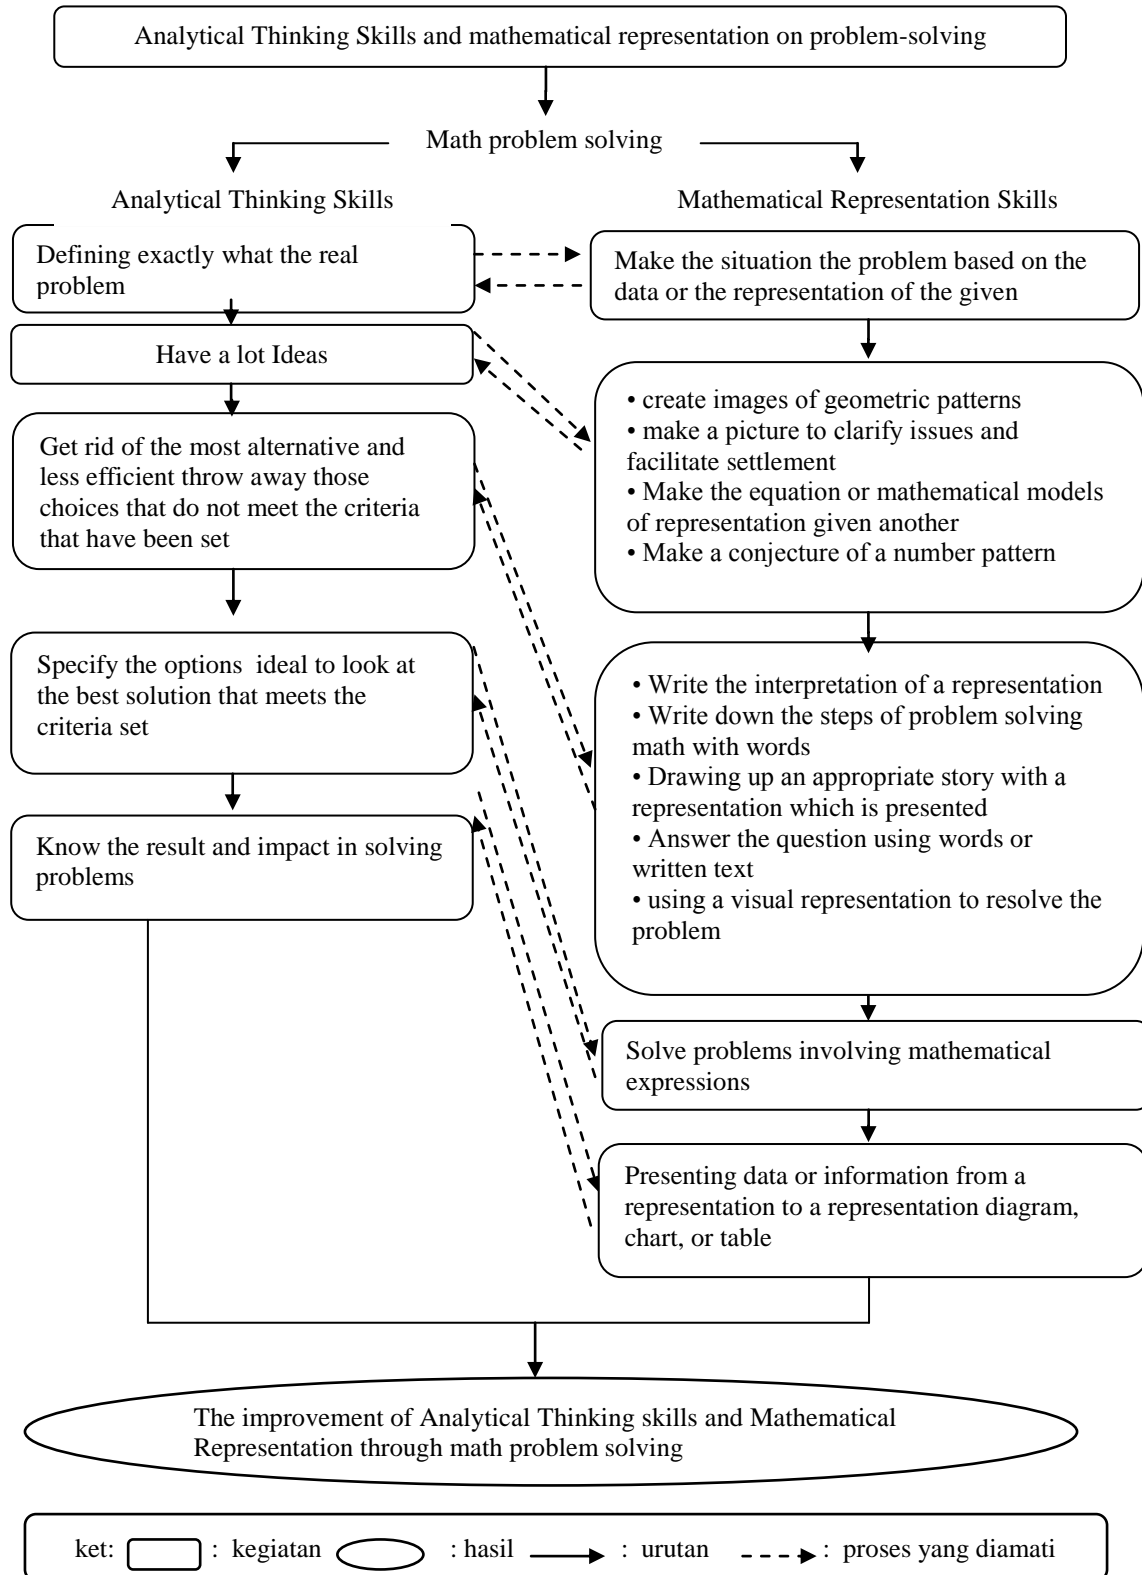 Analytical Thinking Skills and mathematical representation on problem-solving
Math problem solving
Analytical Thinking Skills
Defining exactly what the real
problem
Have a lot Ideas
Get rid of the most alternative and
less efficient throw away those
choices that do not meet the criteria
that have been set
Specify the options ideal to look at
the best solution that meets the
criteria set
Know the result and impact in solving
problems
Mathematical Representation Skills
Make the situation the problem based on the
data or the representation of the given
• create images of geometric patterns
• make a picture to clarify issues and
facilitate settlement
• Make the equation or mathematical models
of representation given another
• Make a conjecture of a number pattern
• Write the interpretation of a representation
• Write down the steps of problem solving
math with words
• Drawing up an appropriate story with a
representation which is presented
• Answer the question using words or
written text
• using a visual representation to resolve the
problem
Solve problems involving mathematical
expressions
Presenting data or information from a
representation to a representation diagram,
chart, or table
The improvement of Analytical Thinking skills and Mathematical
Representation through math problem solving
ket: : kegiatan : hasil : urutan : proses yang diamati